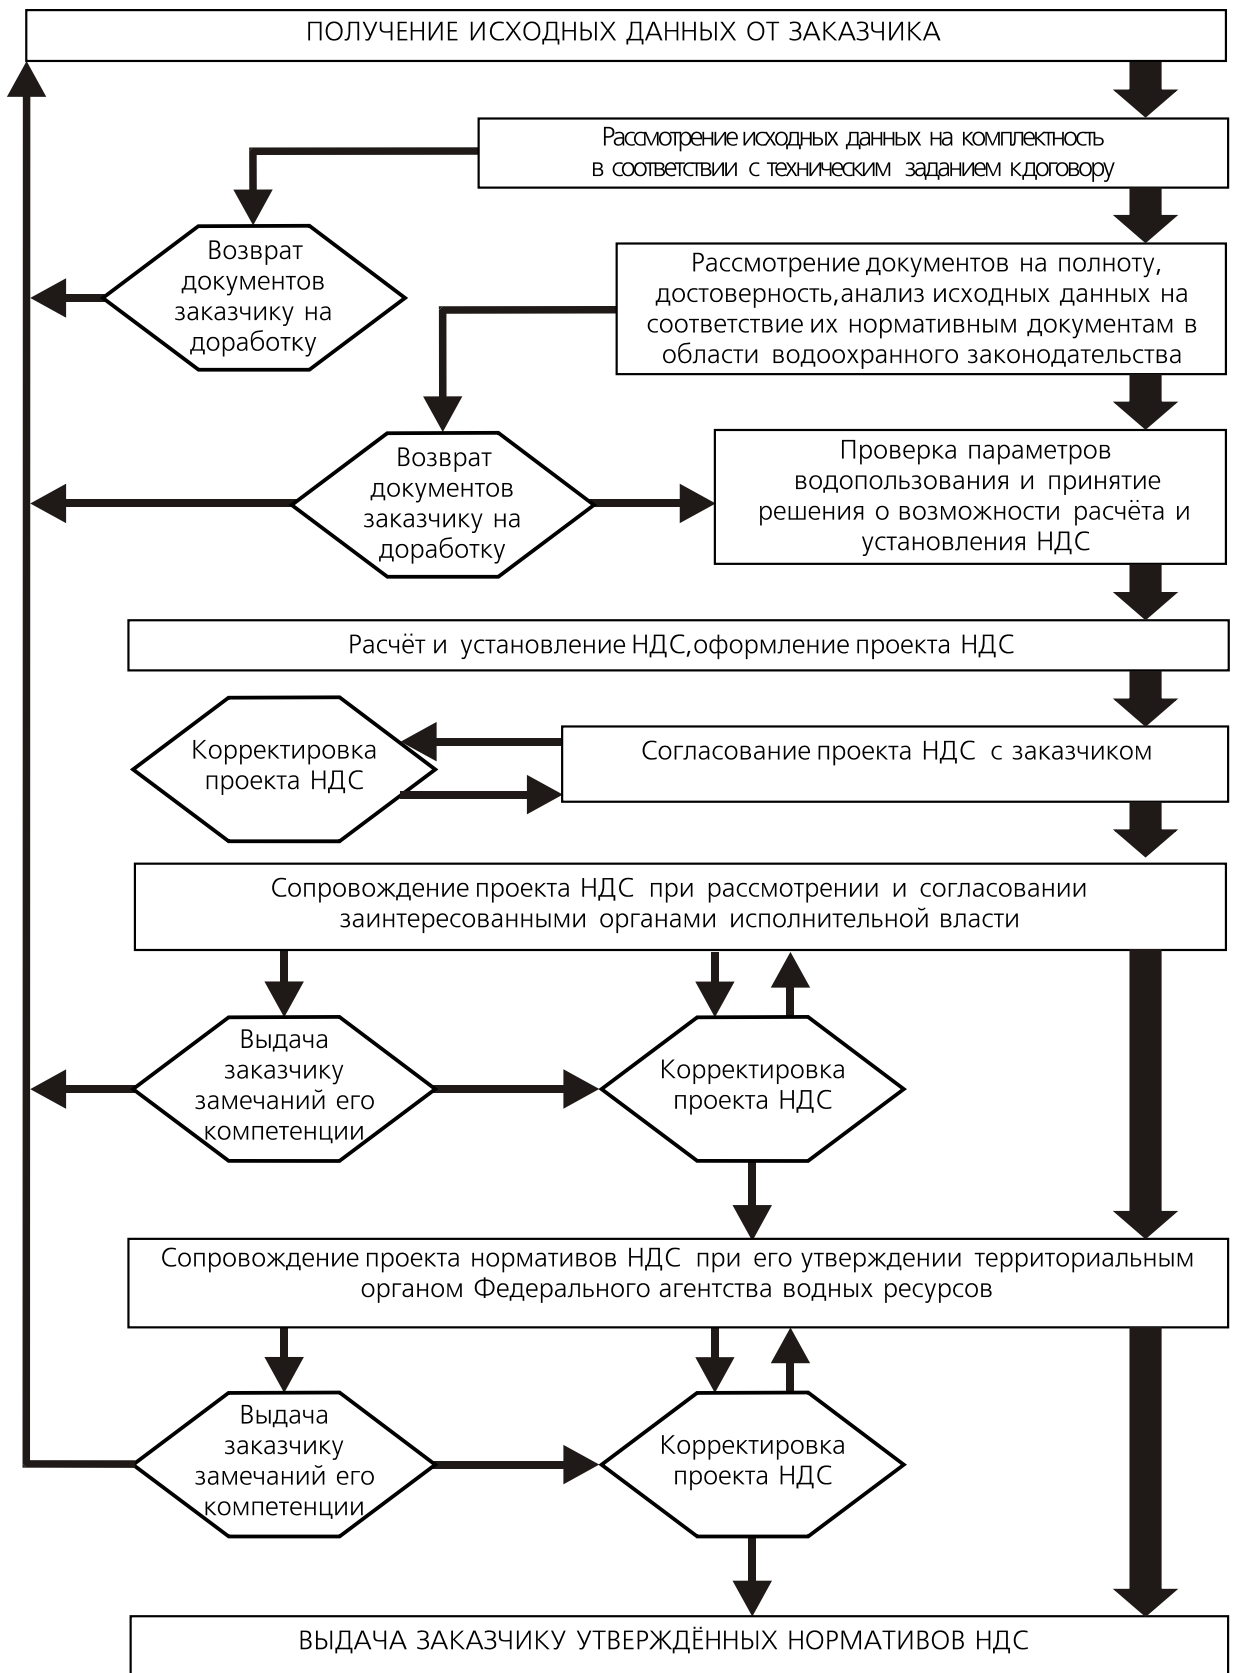 ПОЛУЧЕНИЕ ИСХОДНЫХ ДАННЫХ ОТ ЗАКАЗЧИКА
Рассмотрение исходных данных на комплектность
в соответствии с техническим заданием к договору
Возврат
документов
заказчику на
доработку
Рассмотрение документов на полноту,
достоверность, анализ исходных данных на
соответствие их нормативным документам в
области водоохранного законодательства
Возврат
документов
заказчику на
доработку
Проверка параметров
водопользования и принятие
решения о возможности расчёта и
установления НДС
Расчёт и установление НДС, оформление проекта НДС
Корректировка
проекта НДС
Согласование проекта НДС с заказчиком
Сопровождение проекта НДС при рассмотрении и согласовании
заинтересованными органами исполнительной власти
Выдача
заказчику
замечаний его
компетенции
Корректировка
проекта НДС
Сопровождение проекта нормативов НДС при его утверждении территориальным
органом Федерального агентства водных ресурсов
Выдача
заказчику
замечаний его
компетенции
Корректировка
проекта НДС
ВЫДАЧА ЗАКАЗЧИКУ УТВЕРЖДЁННЫХ НОРМАТИВОВ НДС